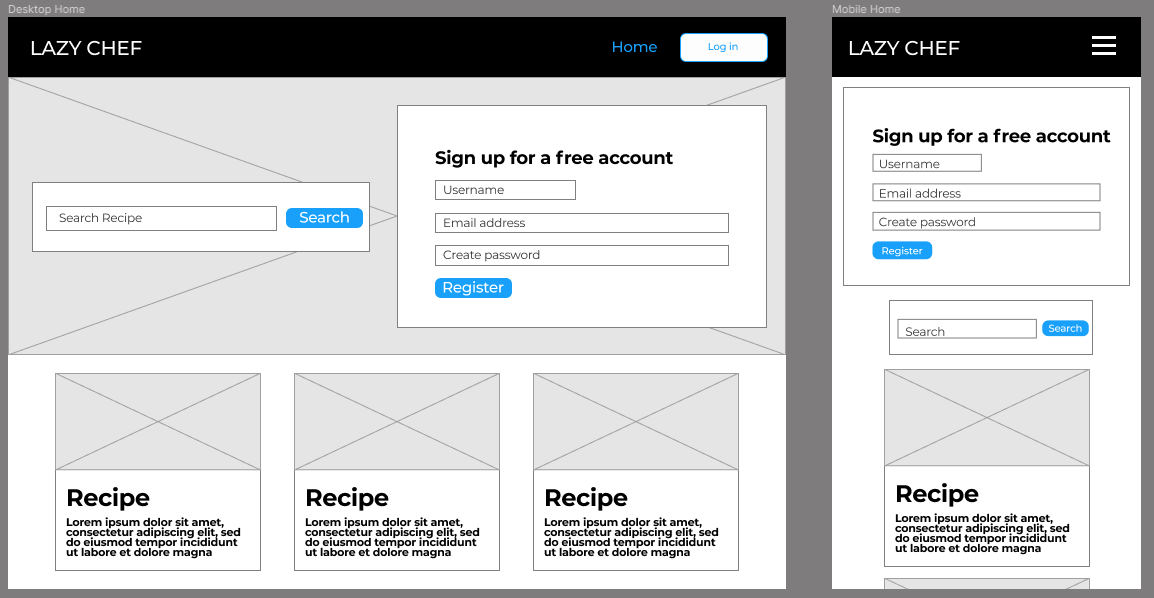 Desktop Home
LAZY CHEF
Home
Log in
Search Recipe
Search
Sign up for a free account
Username
Email address
Create password
Register
Recipe
Lorem ipsum dolor sit amet,
consectetur adipiscing elit, sed
do eiusmod tempor incididunt
ut labore et dolore magna
Recipe
Lorem ipsum dolor sit amet,
consectetur adipiscing elit, sed
do eiusmod tempor incididunt
ut labore et dolore magna
Recipe
Lorem ipsum dolor sit amet,
consectetur adipiscing elit, sed
do eiusmod tempor incididunt
ut labore et dolore magna
Mobile Home
LAZY CHEF
Sign up for a free account
Username
Email address
Create password
Register
Search
Search
Recipe
Lorem ipsum dolor sit amet,
consectetur adipiscing elit, sed
do eiusmod tempor incididunt
ut labore et dolore magna